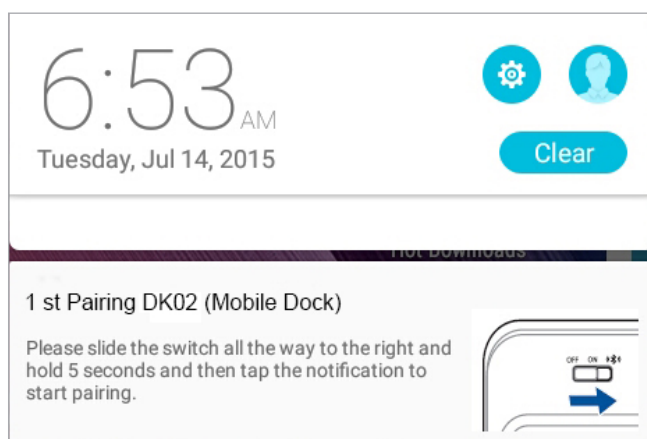 6:53 AM
Tuesday, Jul 14, 2015
Clear
Hot Downloads
1 st Pairing DK02 (Mobile Dock)
Please slide the switch all the way to the right and
hold 5 seconds and then tap the notification to
start pairing.
OFF ON